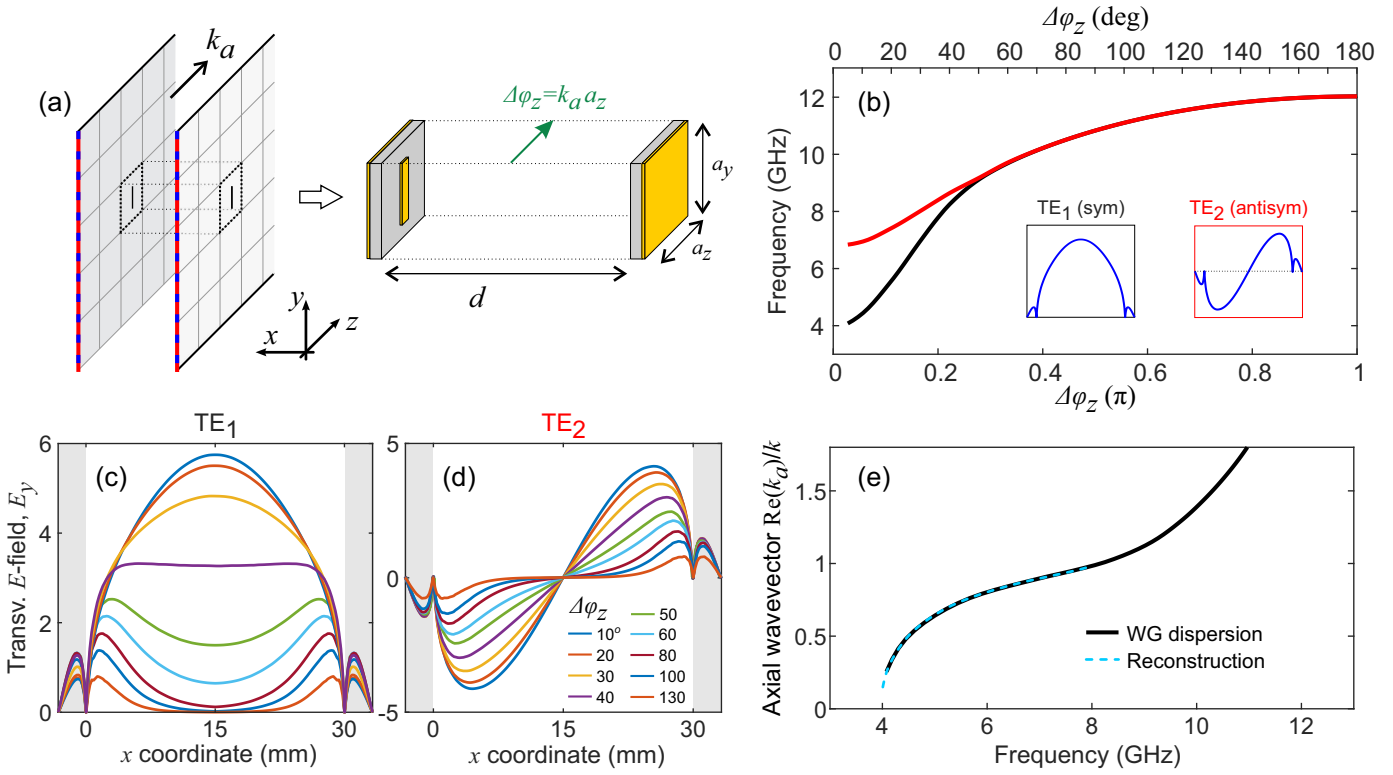 (a)
k_a
Δφ_z=k_a a_z
a_y
a_z
d
y
z
x
Δφ_z (deg)
0 20 40 60 80 100 120 140 160 180
(b)
Frequency (GHz)
12
10
8
6
4
TE_1 (sym)
TE_2 (antisym)
0 0.2 0.4 0.6 0.8 1
Δφ_z (π)
TE_1
(c)
Transv. E-field, E_y
6
4
2
0
0 15 30
x coordinate (mm)
TE_2
(d)
5
0
-5
Δφ_z
10°
20
30
40
50
60
80
100
130
0 15 30
x coordinate (mm)
(e)
Axial wavevector Re(k_a)/k
1.5
1
0.5
0
WG dispersion
Reconstruction
4 6 8 10 12
Frequency (GHz)